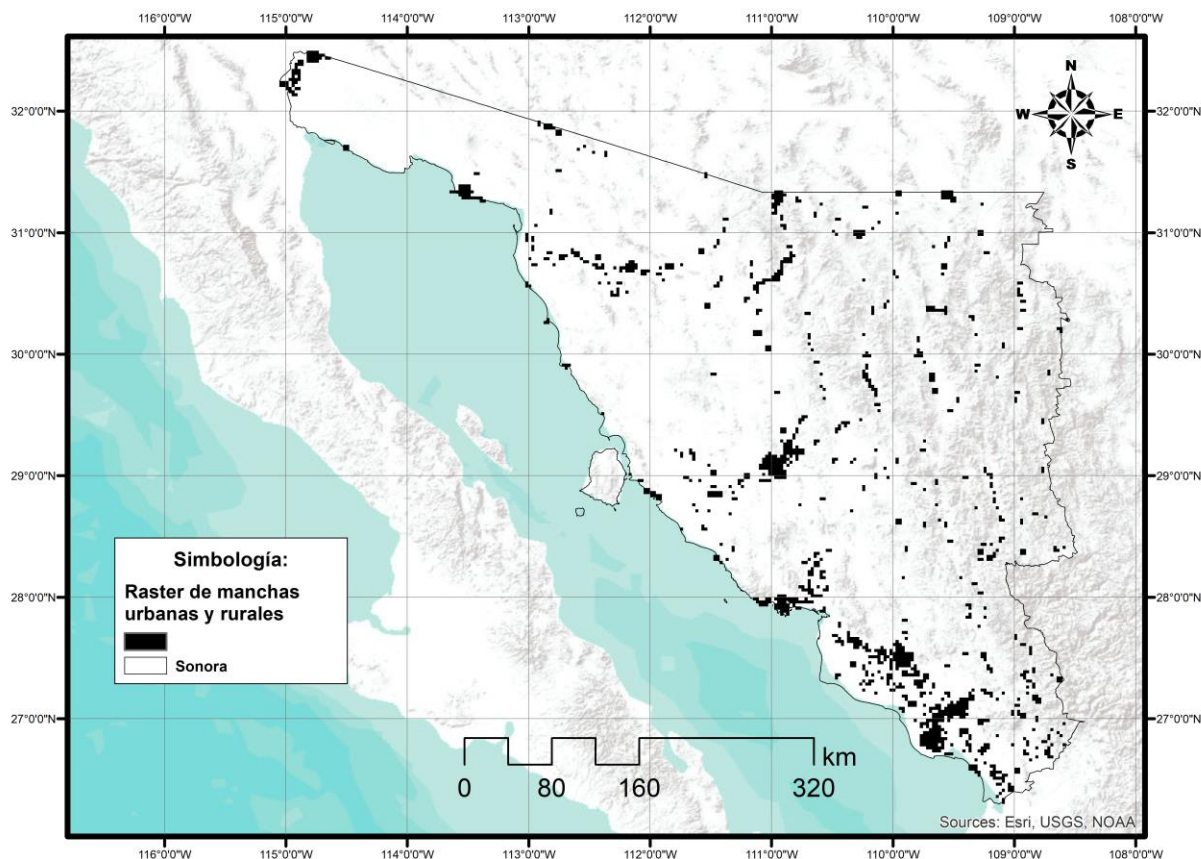 116°0'0"W 115°0'0"W 114°0'0"W 113°0'0"W 112°0'0"W 111°0'0"W 110°0'0"W 109°0'0"W 108°0'0"W
N
W E
S
32°0'0"N 32°0'0"N
31°0'0"N 31°0'0"N
30°0'0"N 30°0'0"N
29°0'0"N 29°0'0"N
28°0'0"N 28°0'0"N
27°0'0"N 27°0'0"N
Simbología:
Raster de manchas
urbanas y rurales
Sonora
km
0 80 160 320
Sources: Esri, USGS, NOAA
116°0'0"W 115°0'0"W 114°0'0"W 113°0'0"W 112°0'0"W 111°0'0"W 110°0'0"W 109°0'0"W 108°0'0"W